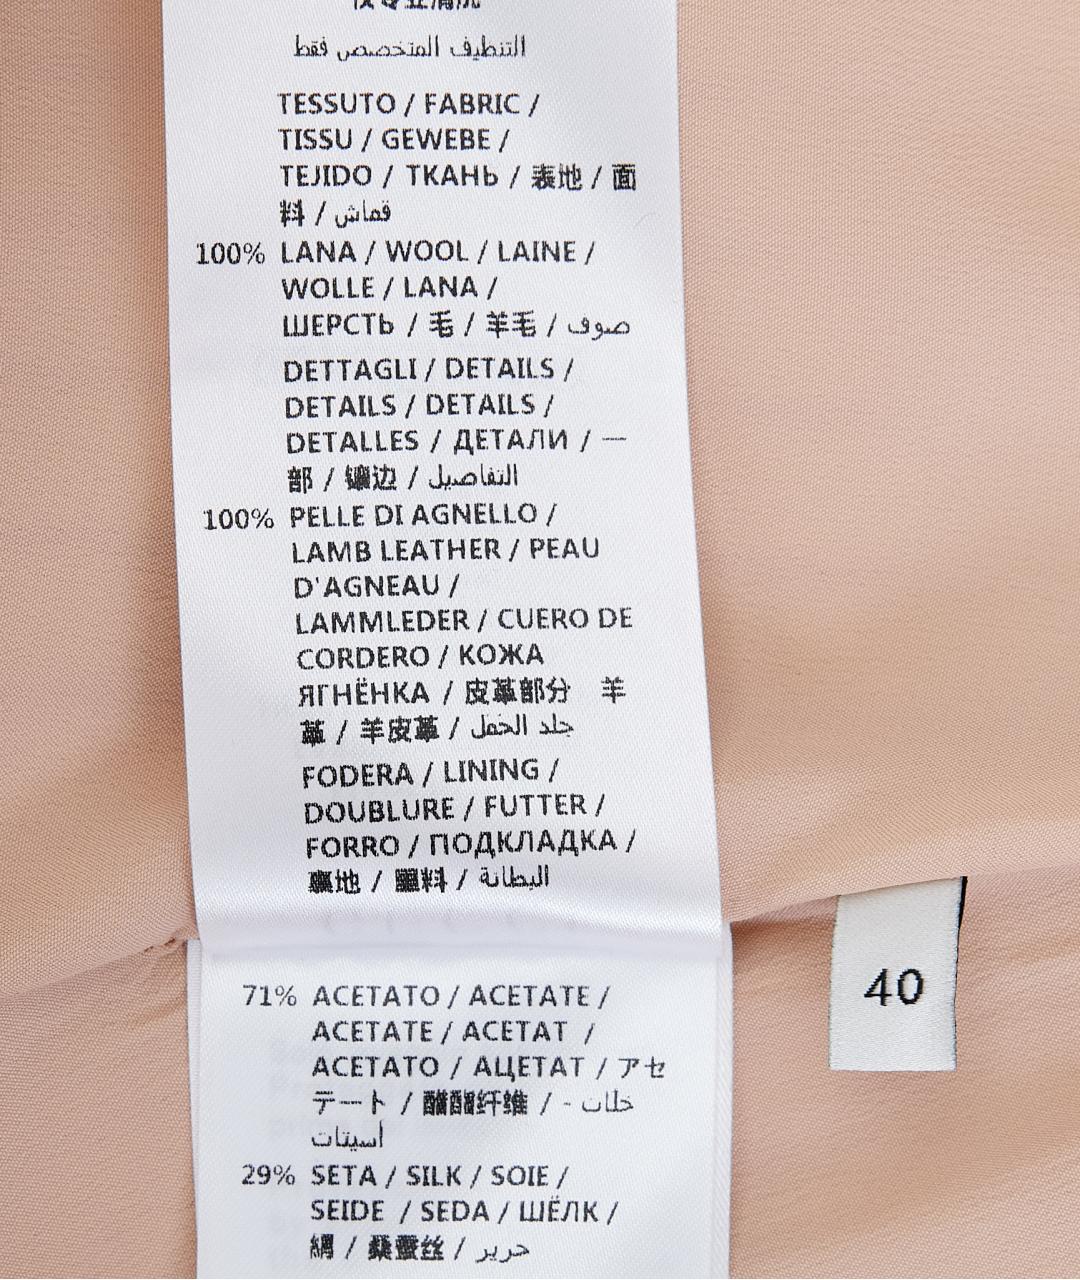 التنظيف المتخصص فقط
TESSUTO / FABRIC /
TISSU / GEWEBE /
TEJIDO / ТКАНЬ / 表地 / 面
料 / قماش
100% LANA / WOOL / LAINE /
WOLLE / LANA /
ШЕРСТЬ / 毛 / 羊毛 / صوف
DETTAGLI / DETAILS /
DETAILS / DETAILS /
DETALLES / ДЕТАЛИ / 一
部 / 镶边 / التفاصيل
100% PELLE DI AGNELLO /
LAMB LEATHER / PEAU
D'AGNEAU /
LAMMLEDER / CUERO DE
CORDERO / КОЖА
ЯГНЁНКА / 皮革部分 羊
革 / 羊皮革 / جلد الحمل
FODERA / LINING /
DOUBLURE / FUTTER /
FORRO / ПОДКЛАДКА /
裏地 / 里料 / البطانة
71% ACETATO / ACETATE /
ACETATE / ACETAT /
ACETATO / АЦЕТАТ / アセ
テート / 醋酯纤维 / خلات -
أسيتات
29% SETA / SILK / SOIE /
SEIDE / SEDA / ШЁЛК /
絹 / 桑蚕丝 / حرير
40